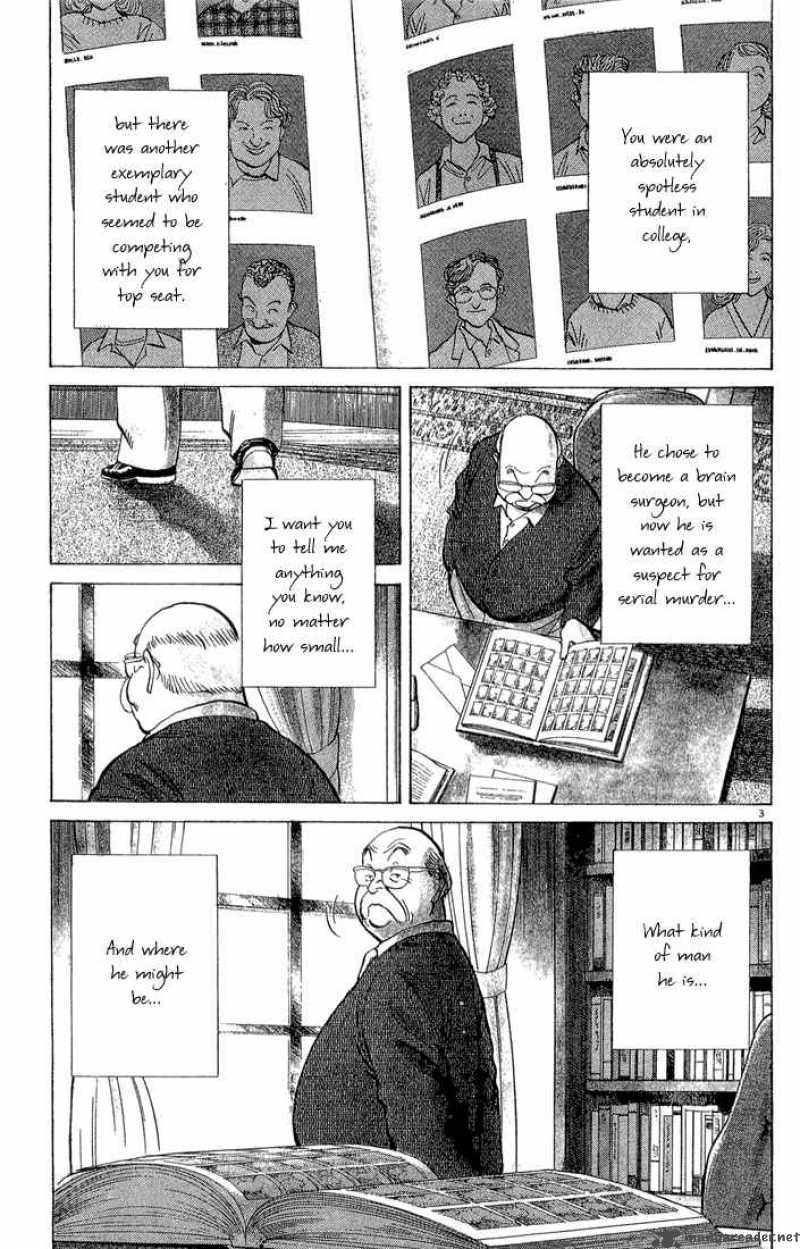 You were an
absolutely
spotless
student in
college,
but there
was another
exemplary
student who
seemed to be
competing
with you for
top seat.
He chose to
become a brain
surgeon, but
now he is
wanted as a
suspect for
serial murder...
I want you
to tell me
anything
you know,
no matter
how small...
3
What kind
of man
he is...
And where
he might
be...
mangareader.net